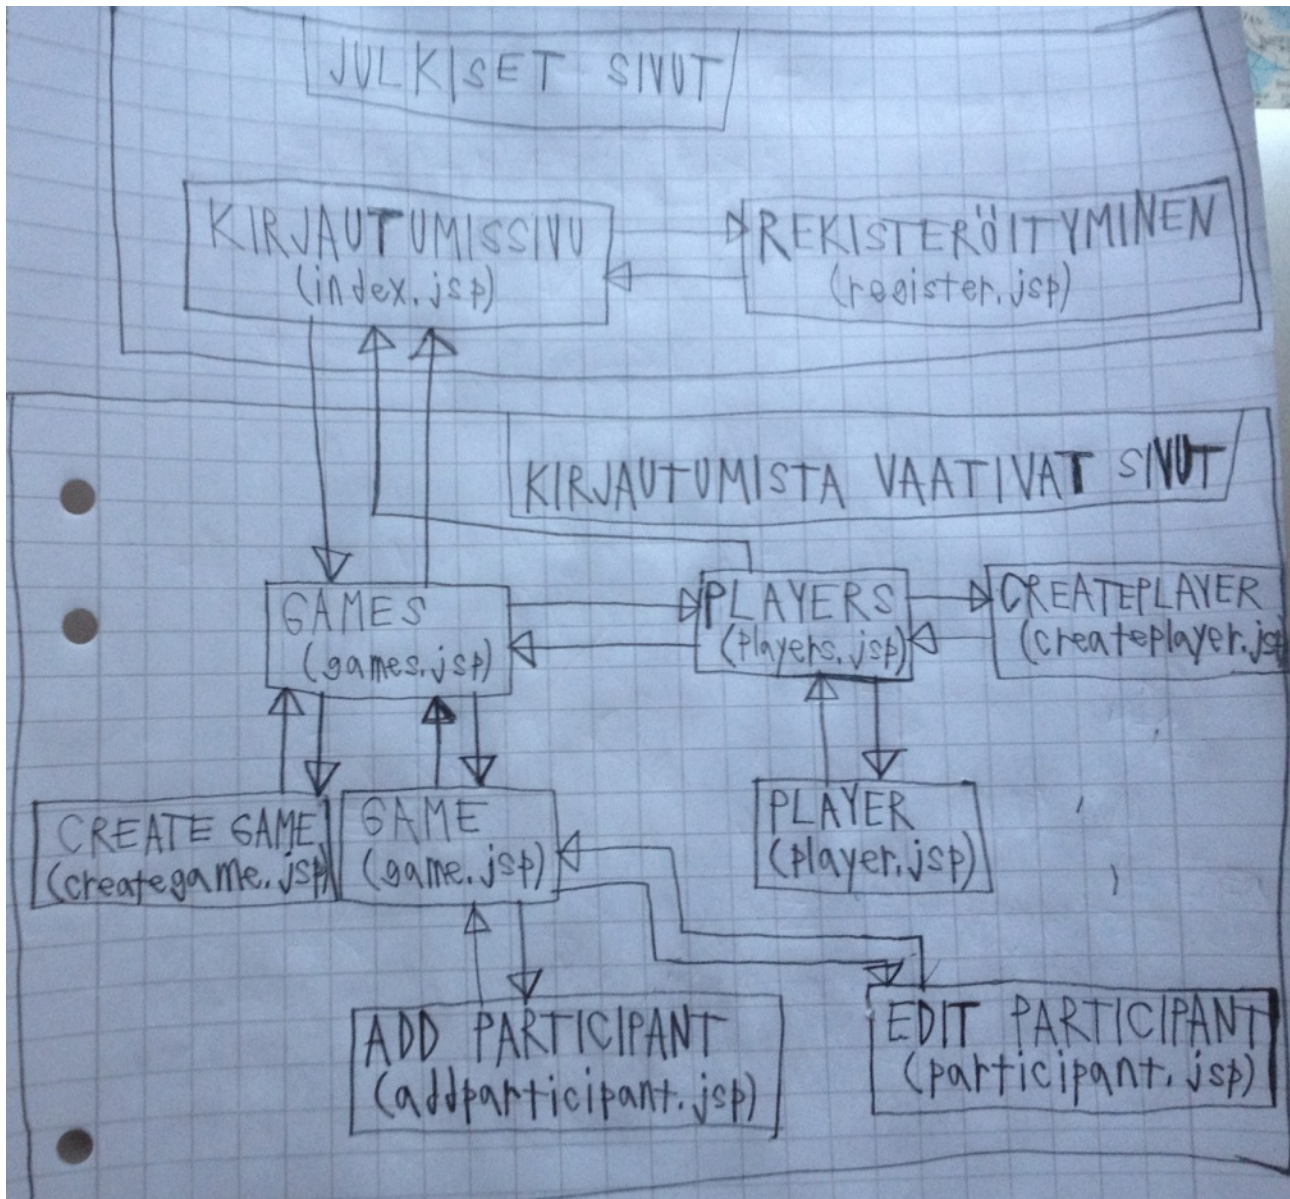 JULKISET SIVUT
KIRJAUTUMISSIVU
(index.jsp)
REKISTERÖITYMINEN
(register.jsp)
KIRJAUTUMISTA VAATIVAT SIVUT
GAMES
(games.jsp)
PLAYERS
(players.jsp)
CREATEPLAYER
(createplayer.jsp
CREATE GAME
(creategame.jsp)
GAME
(game.jsp)
PLAYER
(player.jsp)
ADD PARTICIPANT
(addparticipant.jsp)
EDIT PARTICIPANT
(participant.jsp)